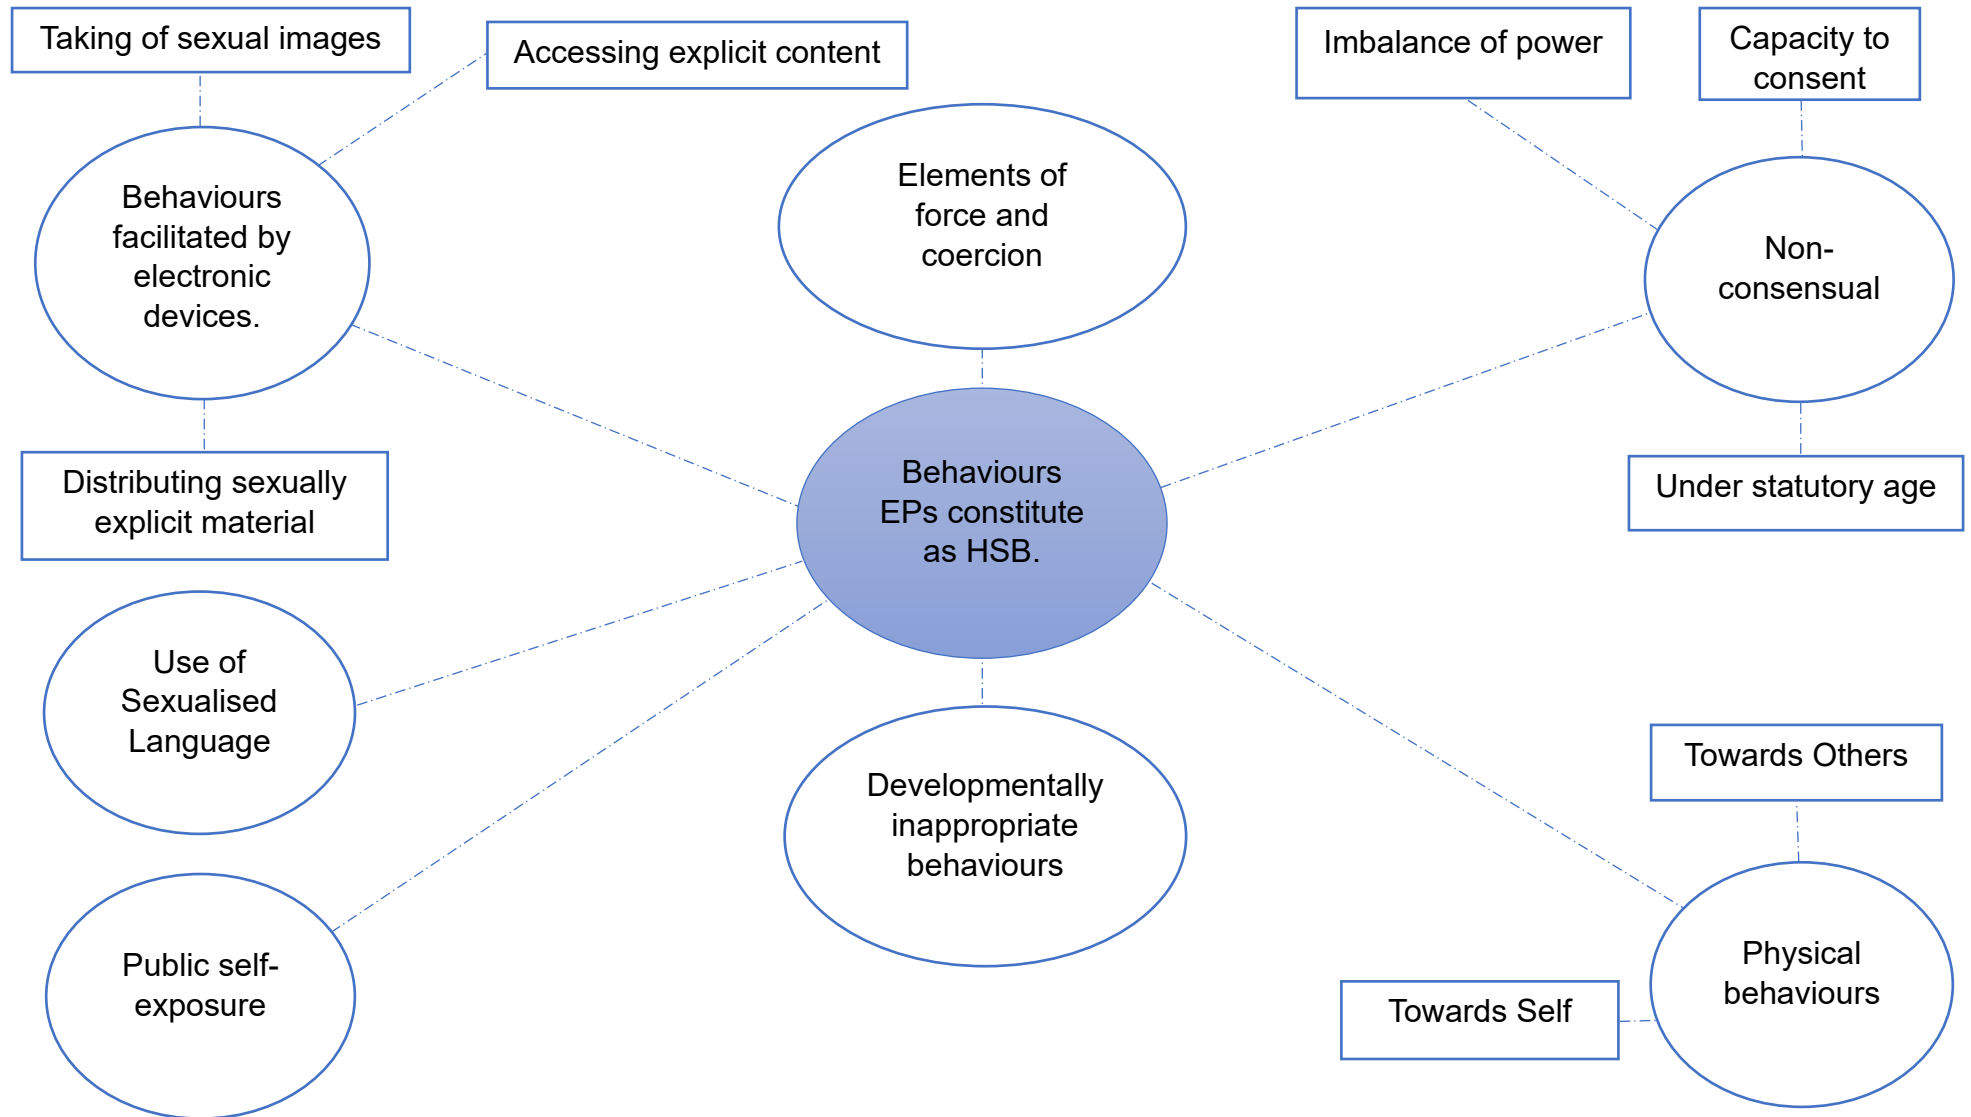 Taking of sexual images
Accessing explicit content
Imbalance of power
Capacity to
consent
Behaviours
facilitated by
electronic
devices.
Elements of
force and
coercion
Non-
consensual
Distributing sexually
explicit material
Behaviours
EPs constitute
as HSB.
Under statutory age
Use of
Sexualised
Language
Developmentally
inappropriate
behaviours
Towards Others
Public self-
exposure
Towards Self
Physical
behaviours